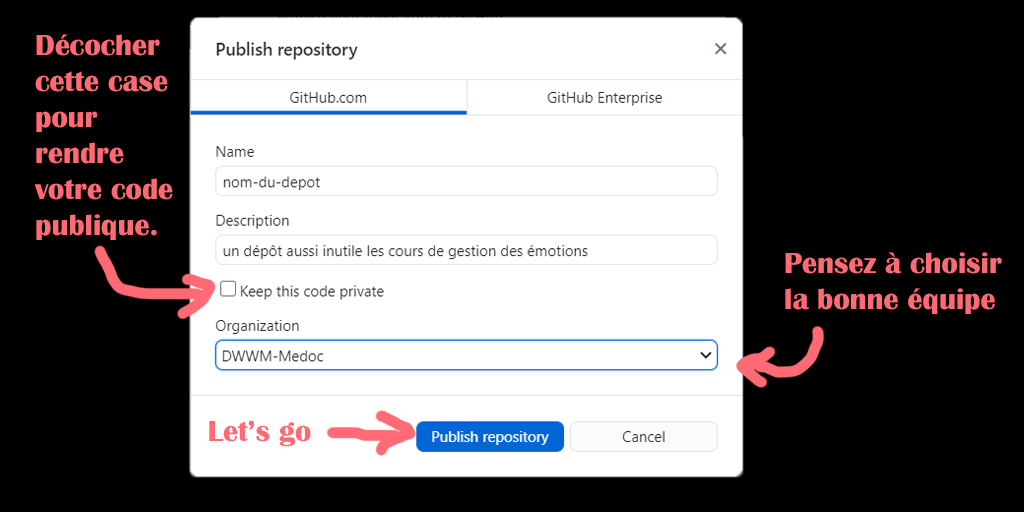 Décocher
cette case
pour
rendre
votre code
publique.
Publish repository
GitHub.com
GitHub Enterprise
Name
nom-du-depot
Description
un dépôt aussi inutile les cours de gestion des émotions
Keep this code private
Organization
DWWM-Medoc
Pensez à choisir
la bonne équipe
Let's go
Publish repository
Cancel